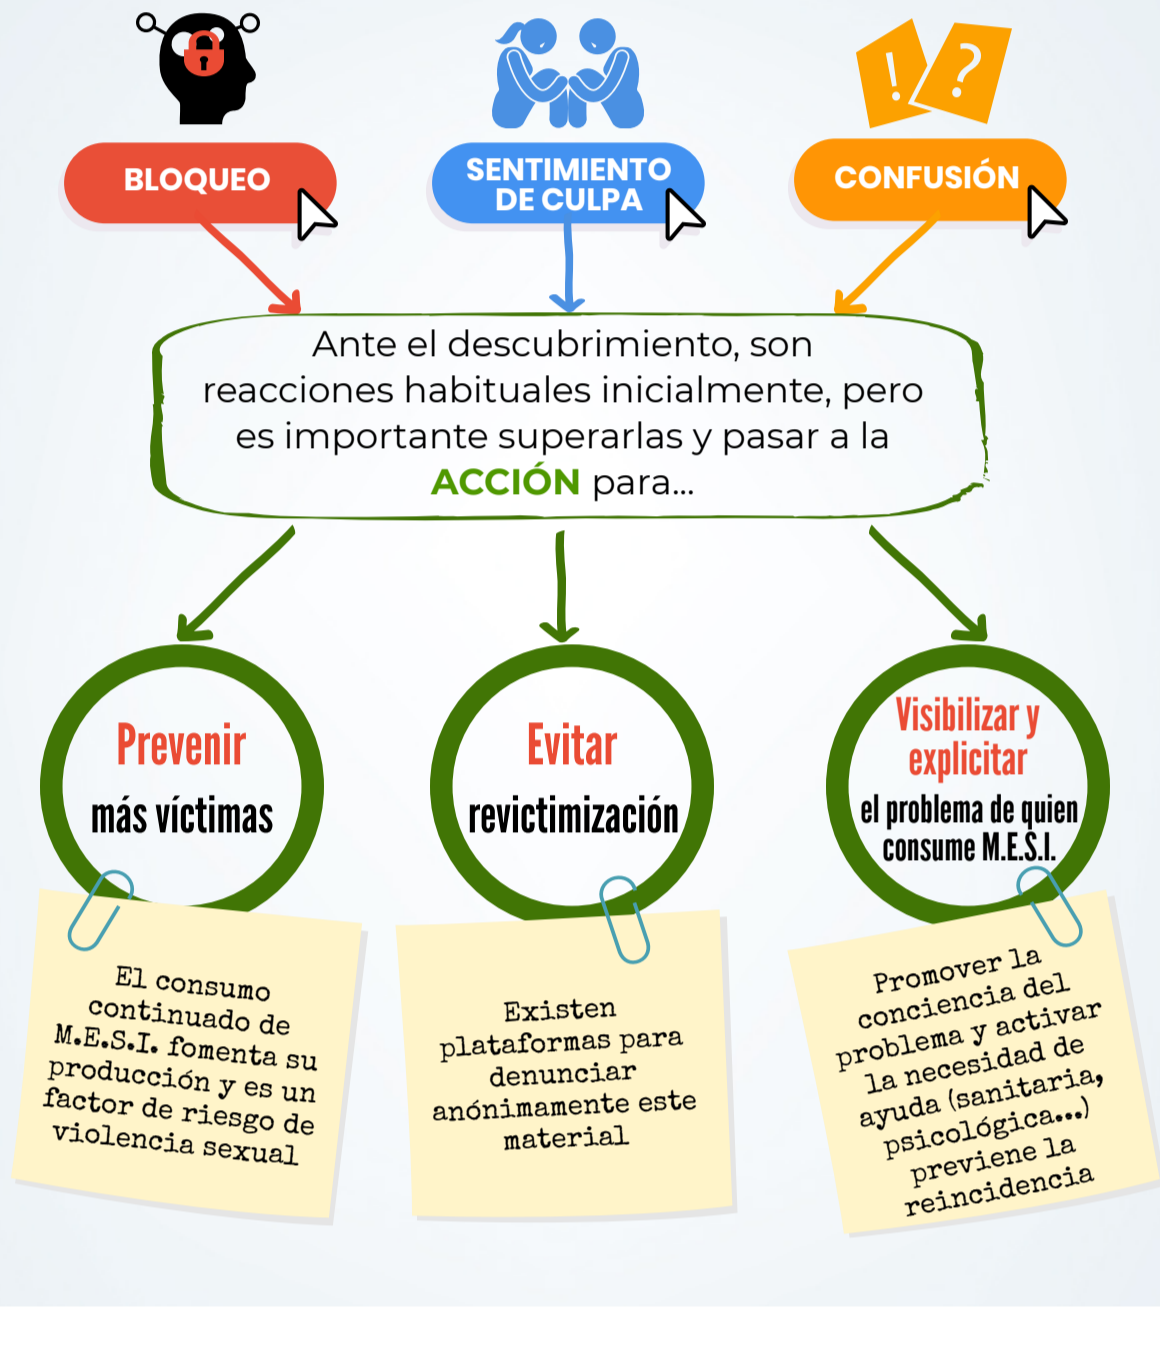 !
?
BLOQUEO
SENTIMIENTO
DE CULPA
CONFUSIÓN
Ante el descubrimiento, son
reacciones habituales inicialmente, pero
es importante superarlas y pasar a la
ACCIÓN para...
Prevenir
más víctimas
Evitar
revictimización
Visibilizar y
explicitar
el problema de quien
consume M.E.S.I.
El consumo
continuado de
M.E.S.I. fomenta su
producción y es un
factor de riesgo de
violencia sexual
Existen
plataformas para
denunciar
anónimamente este
material
Promover la
conciencia del
problema y activar
la necesidad de
ayuda (sanitaria,
psicológica...)
previene la
reincidencia